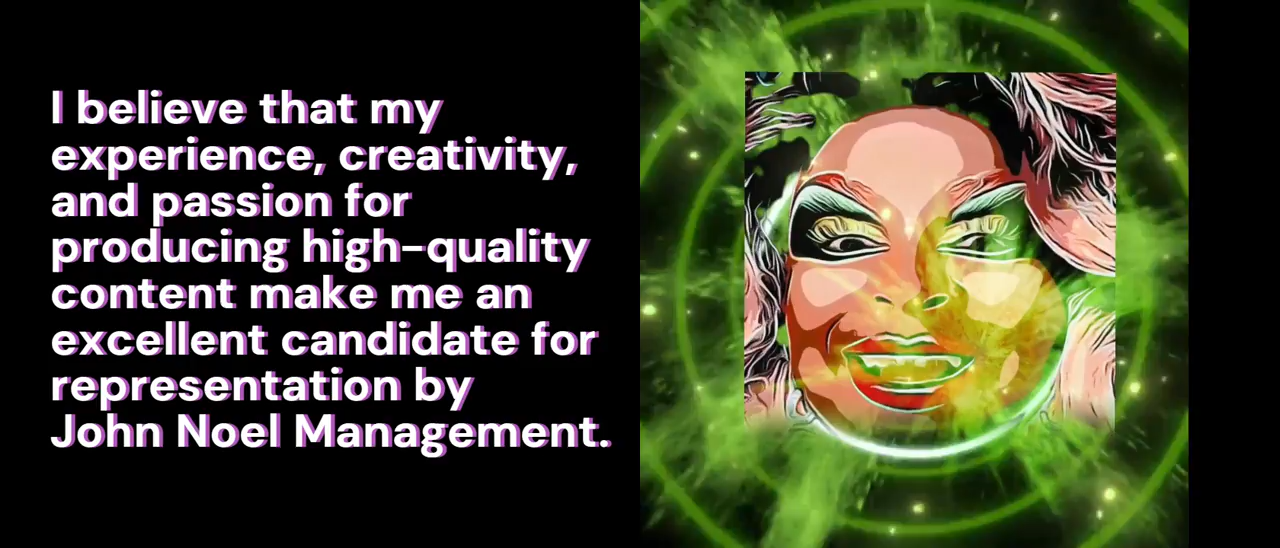 I believe that my
experience, creativity,
and passion for
producing high-quality
content make me an
excellent candidate for
representation by
John Noel Management.